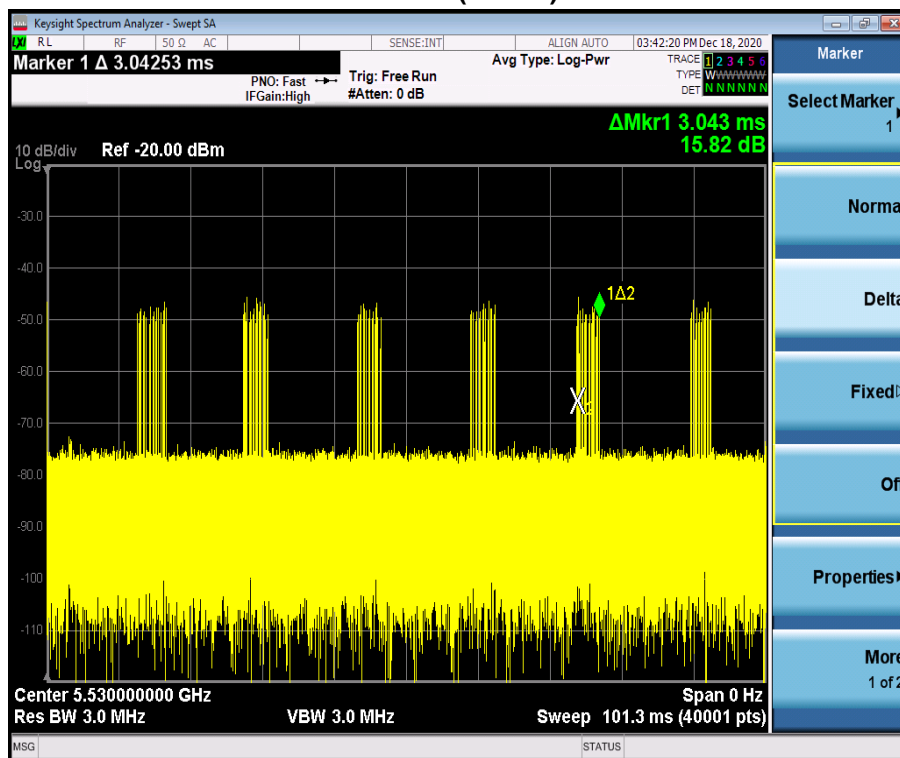 Keysight Spectrum Analyzer - Swept SA
LXI RL RF 50 Ω AC SENSE:INT ALIGN AUTO 03:42:20 PM Dec 18, 2020
Marker 1 Δ 3.04253 ms
PNO: Fast
IFGain:High
Trig: Free Run
#Atten: 0 dB
Avg Type: Log-Pwr
TRACE 1 2 3 4 5 6
TYPE WWWWWW
DET N N N N N N
ΔMkr1 3.043 ms
15.82 dB
10 dB/div Ref -20.00 dBm
Log
-30.0
-40.0
-50.0
-60.0
-70.0
-80.0
-90.0
-100
-110
1Δ2
X2
Center 5.530000000 GHz Span 0 Hz
Res BW 3.0 MHz VBW 3.0 MHz Sweep 101.3 ms (40001 pts)
MSG STATUS
Marker
Select Marker
1
Norma
Delta
Fixed
Of
Properties
More
1 of 2